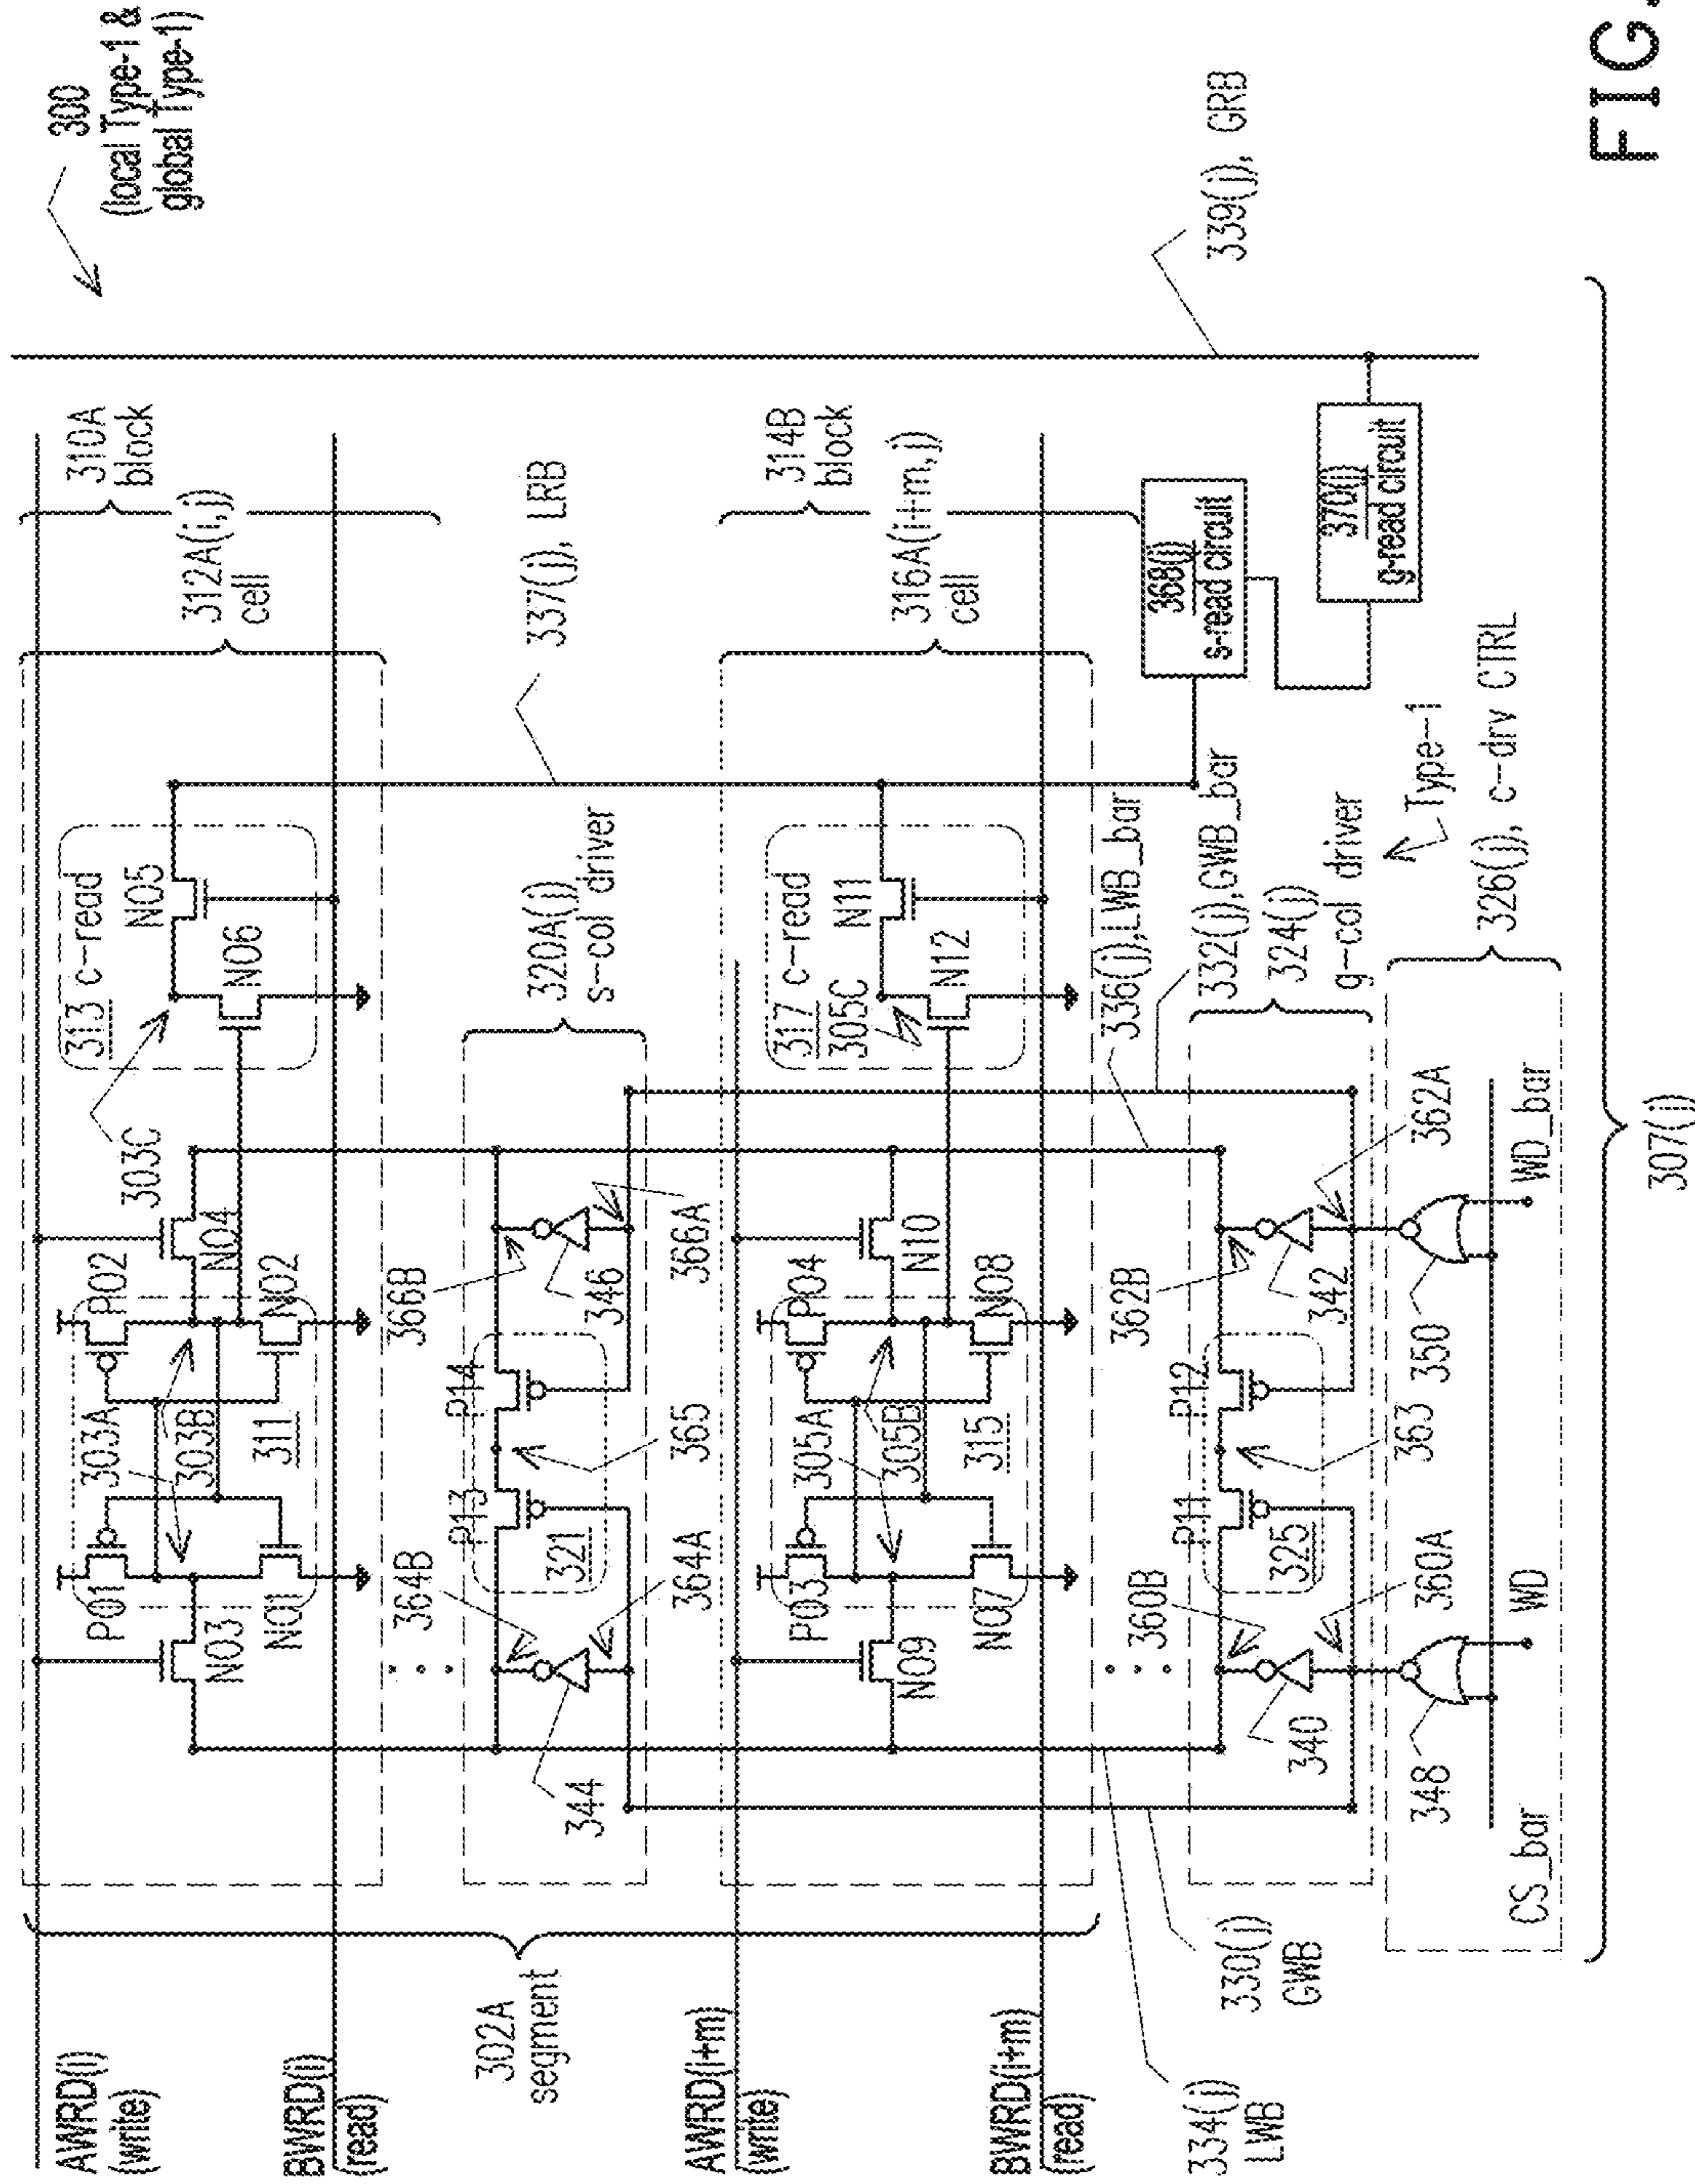 300
(local Type-1 &
global Type-1)
AWRD(i)
(write)
BWRD(i)
(read)
AWRD(i+m)
(write)
BWRD(i+m)
(read)
302A
segment
310A
block
312A(i,j)
cell
314B
block
316A(i+m,j)
cell
337(j), LRB
339(j), GRB
313 c-read
N05
N06
303C
P01
P02
N01
N02
N03
N04
303A
303B
311
320A(j)
s-col driver
P13
P14
321
364B
364A
366B
366A
365
344
346
317 c-read
305C
N11
N12
P03
P04
N07
N08
N09
N10
305A
305B
315
368(j)
s-read circuit
370(j)
g-read circuit
336(j),LWB_bar
332(j),GWB_bar
324(j)
g-col driver
Type-1
326(j), c-drv CTRL
P11
P12
325
360B
360A
362B
362A
363
340
342
348
350
334(j)
LWB
330(j)
GWB
CS_bar
WD
WD_bar
307(j)
FIG.